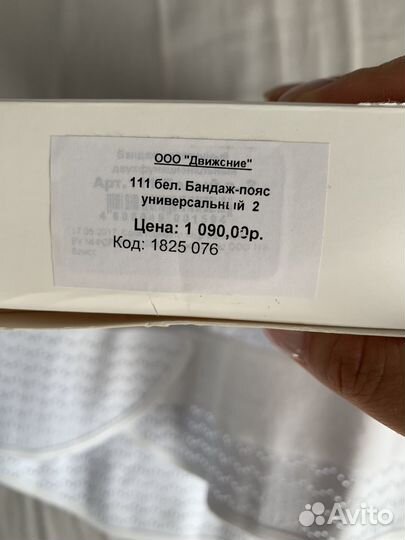 ООО "Движение"
111 бел. Бандаж-пояс
универсальный 2
Цена: 1 090,00р.
Код: 1825 076
Avito